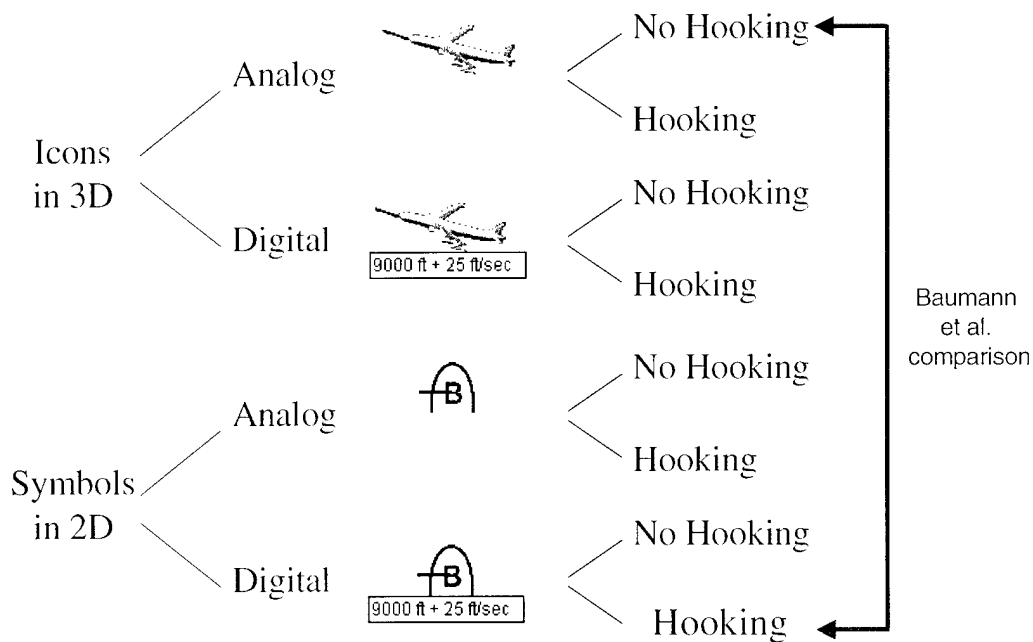 No Hooking
Analog
Hooking
Icons
in 3D
No Hooking
Digital
9000 ft + 25 ft/sec
Hooking
Baumann
et al.
comparison
No Hooking
B
Analog
Hooking
Symbols
in 2D
No Hooking
B
Digital
9000 ft + 25 ft/sec
Hooking